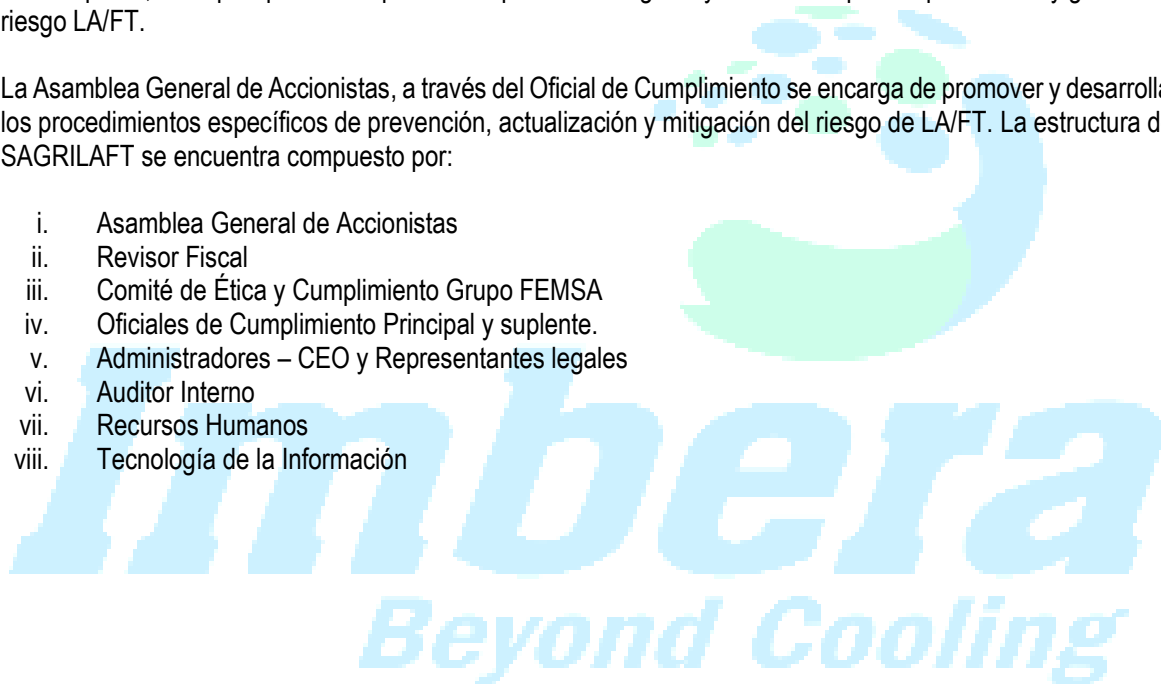 riesgo LA/FT.
La Asamblea General de Accionistas, a través del Oficial de Cumplimiento se encarga de promover y desarrolla
los procedimientos específicos de prevención, actualización y mitigación del riesgo de LA/FT. La estructura d
SAGRILAFT se encuentra compuesto por:
i. Asamblea General de Accionistas
ii. Revisor Fiscal
iii. Comité de Ética y Cumplimiento Grupo FEMSA
iv. Oficiales de Cumplimiento Principal y suplente.
v. Administradores – CEO y Representantes legales
vi. Auditor Interno
vii. Recursos Humanos
viii. Tecnología de la Información
Imbera
Beyond Cooling